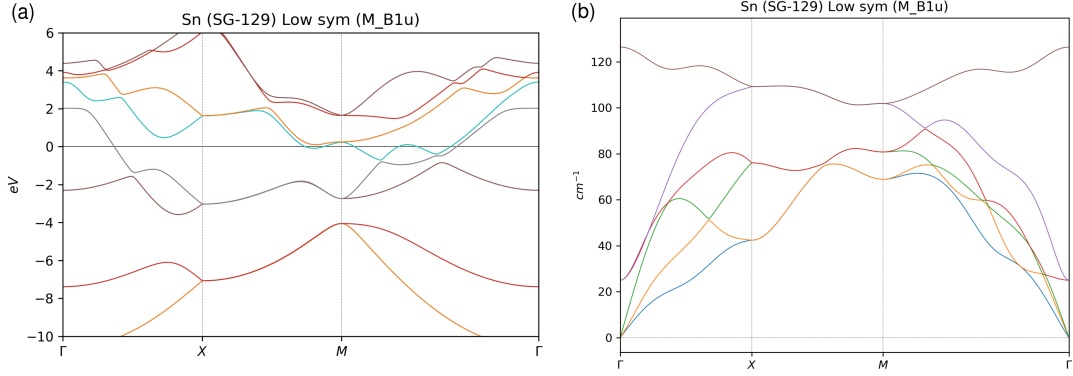 (a)
Sn (SG-129) Low sym (M_B1u)
6
4
2
0
−2
−4
−6
−8
−10
eV
Γ
X
M
Γ
(b)
Sn (SG-129) Low sym (M_B1u)
120
100
80
60
40
20
0
cm⁻¹
Γ
X
M
Γ